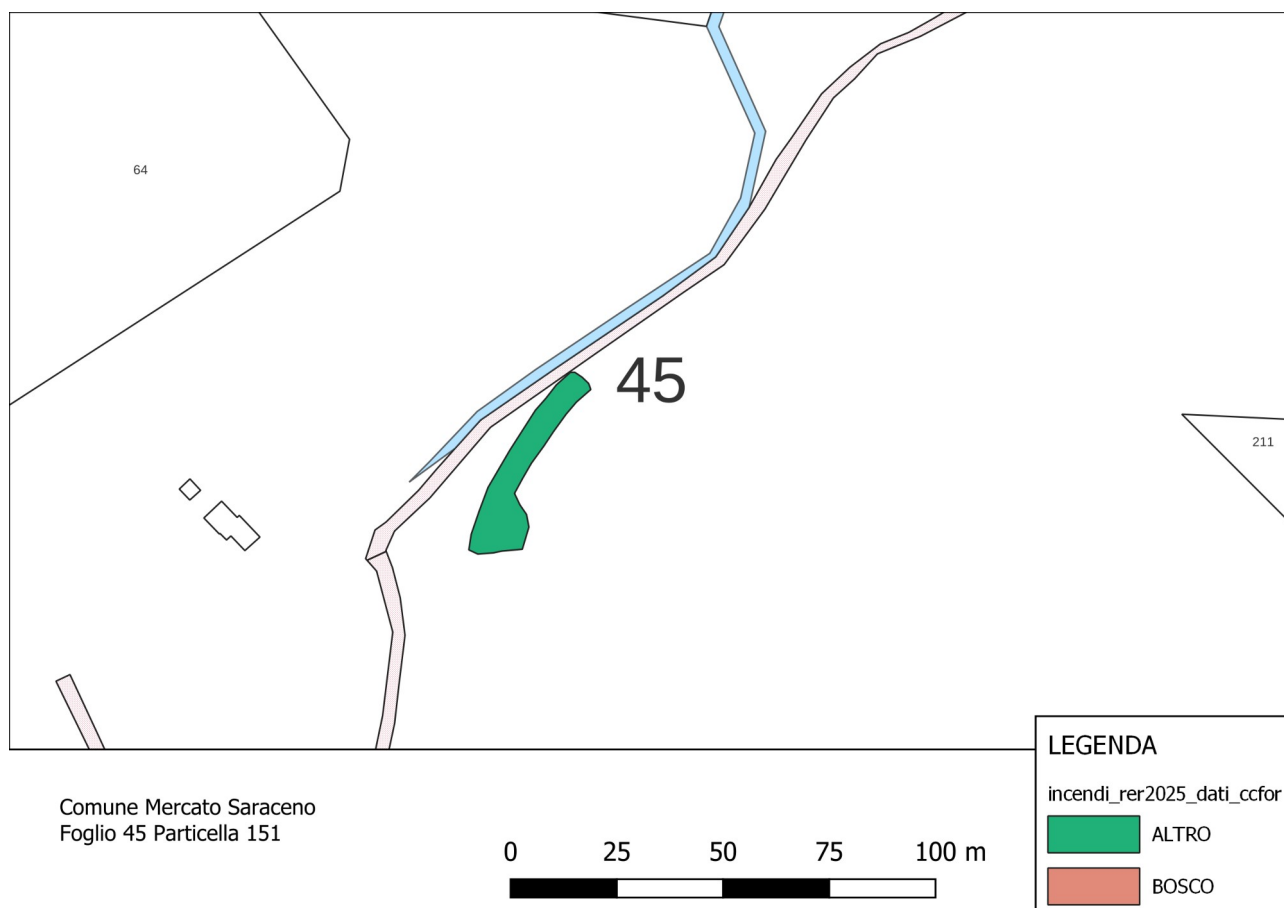 64
45
211
Comune Mercato Saraceno
Foglio 45 Particella 151
0 25 50 75 100 m
LEGENDA
incendi_rer2025_dati_ccfor
ALTRO
BOSCO